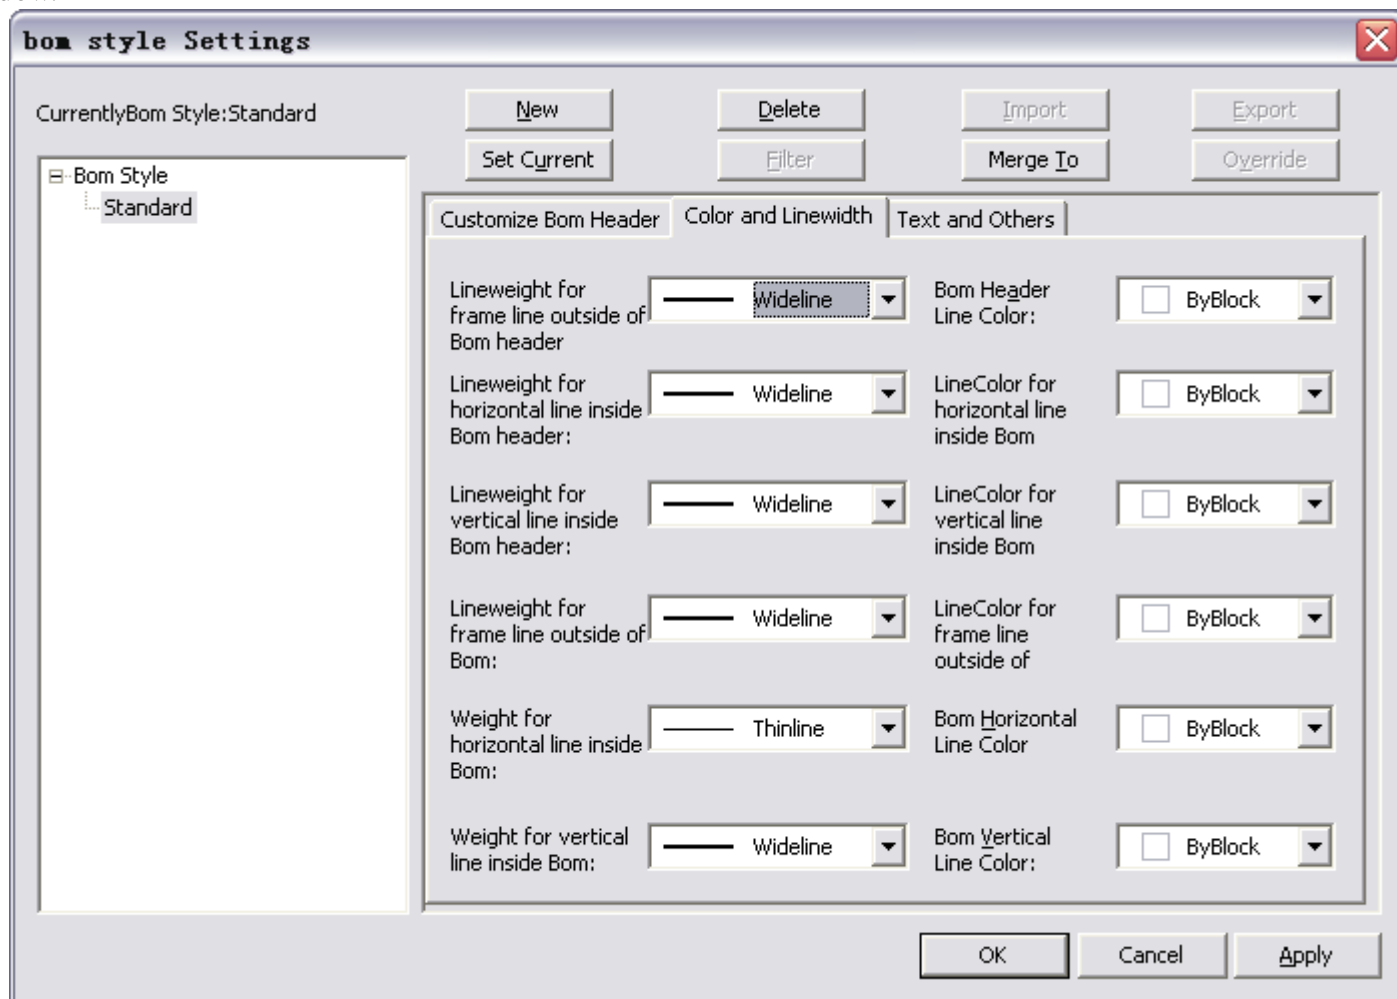 bom style Settings
CurrentlyBom Style:Standard
New
Delete
Import
Export
Set Current
Filter
Merge To
Override
Bom Style
Standard
Customize Bom Header
Color and Linewidth
Text and Others
Lineweight for
frame line outside of
Bom header
Wideline
Bom Header
Line Color:
ByBlock
Lineweight for
horizontal line inside
Bom header:
Wideline
LineColor for
horizontal line
inside Bom
ByBlock
Lineweight for
vertical line inside
Bom header:
Wideline
LineColor for
vertical line
inside Bom
ByBlock
Lineweight for
frame line outside of
Bom:
Wideline
LineColor for
frame line
outside of
ByBlock
Weight for
horizontal line inside
Bom:
Thinline
Bom Horizontal
Line Color
ByBlock
Weight for vertical
line inside Bom:
Wideline
Bom Vertical
Line Color:
ByBlock
OK
Cancel
Apply